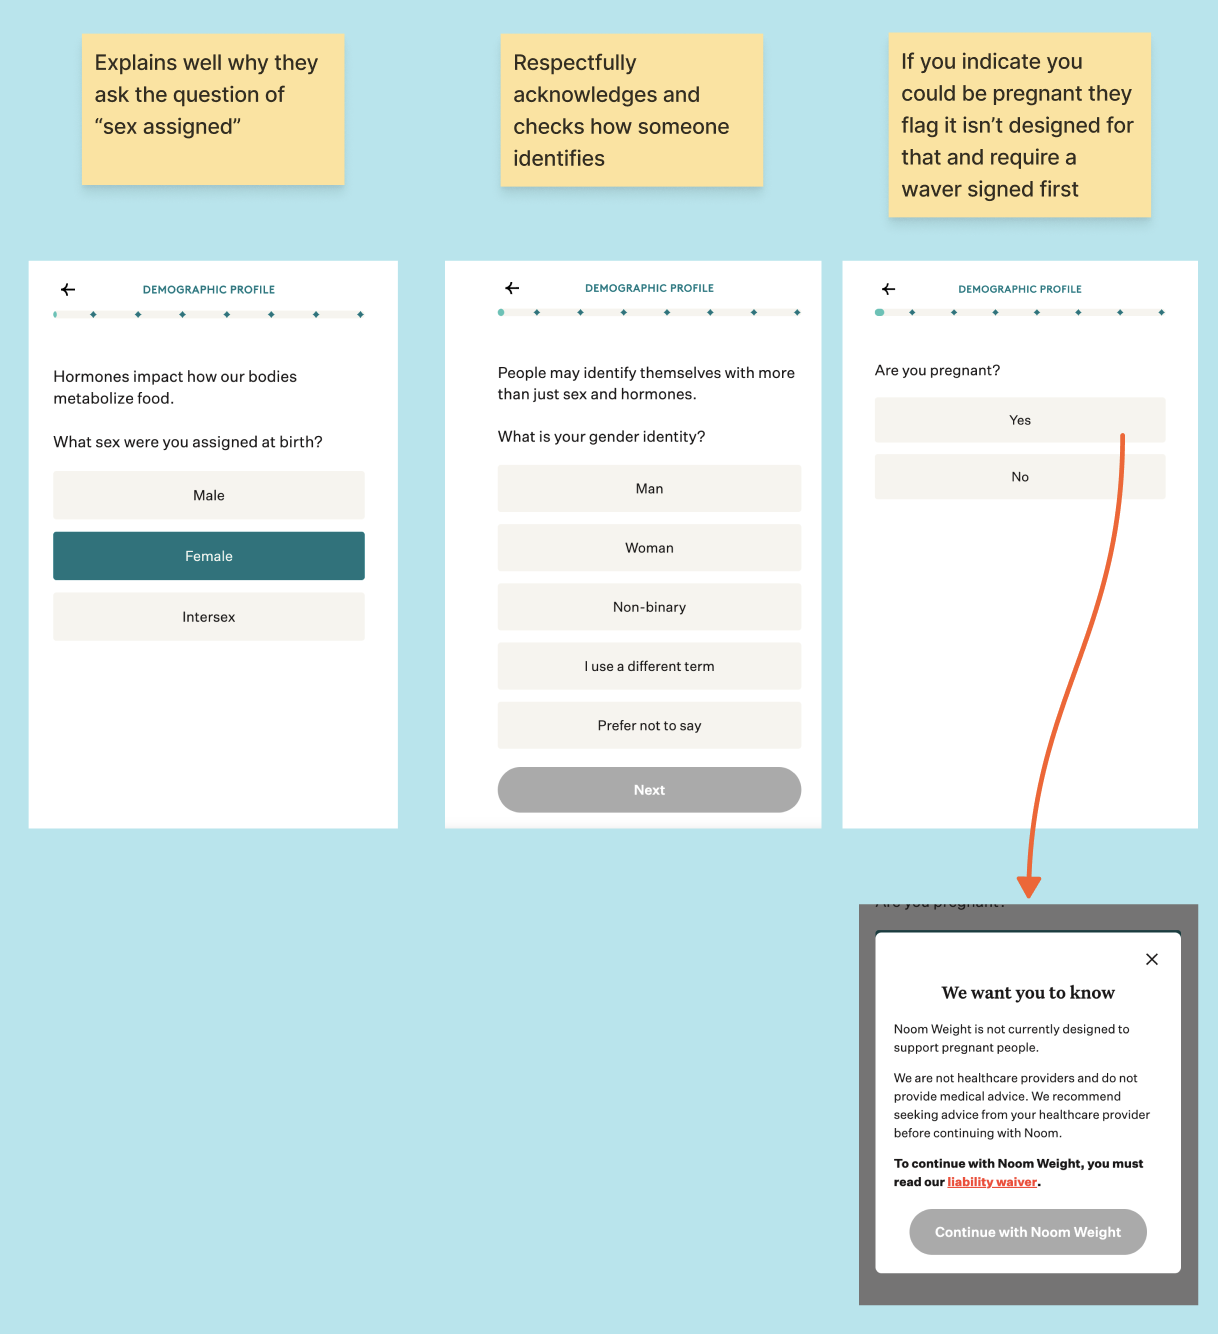 Explains well why they
ask the question of
“sex assigned”
Respectfully
acknowledges and
checks how someone
identifies
If you indicate you
could be pregnant they
flag it isn’t designed for
that and require a
waver signed first
DEMOGRAPHIC PROFILE
Hormones impact how our bodies
metabolize food.
What sex were you assigned at birth?
Male
Female
Intersex
DEMOGRAPHIC PROFILE
People may identify themselves with more
than just sex and hormones.
What is your gender identity?
Man
Woman
Non-binary
I use a different term
Prefer not to say
Next
DEMOGRAPHIC PROFILE
Are you pregnant?
Yes
No
Are you pregnant?
We want you to know
Noom Weight is not currently designed to
support pregnant people.
We are not healthcare providers and do not
provide medical advice. We recommend
seeking advice from your healthcare provider
before continuing with Noom.
To continue with Noom Weight, you must
read our liability waiver.
Continue with Noom Weight